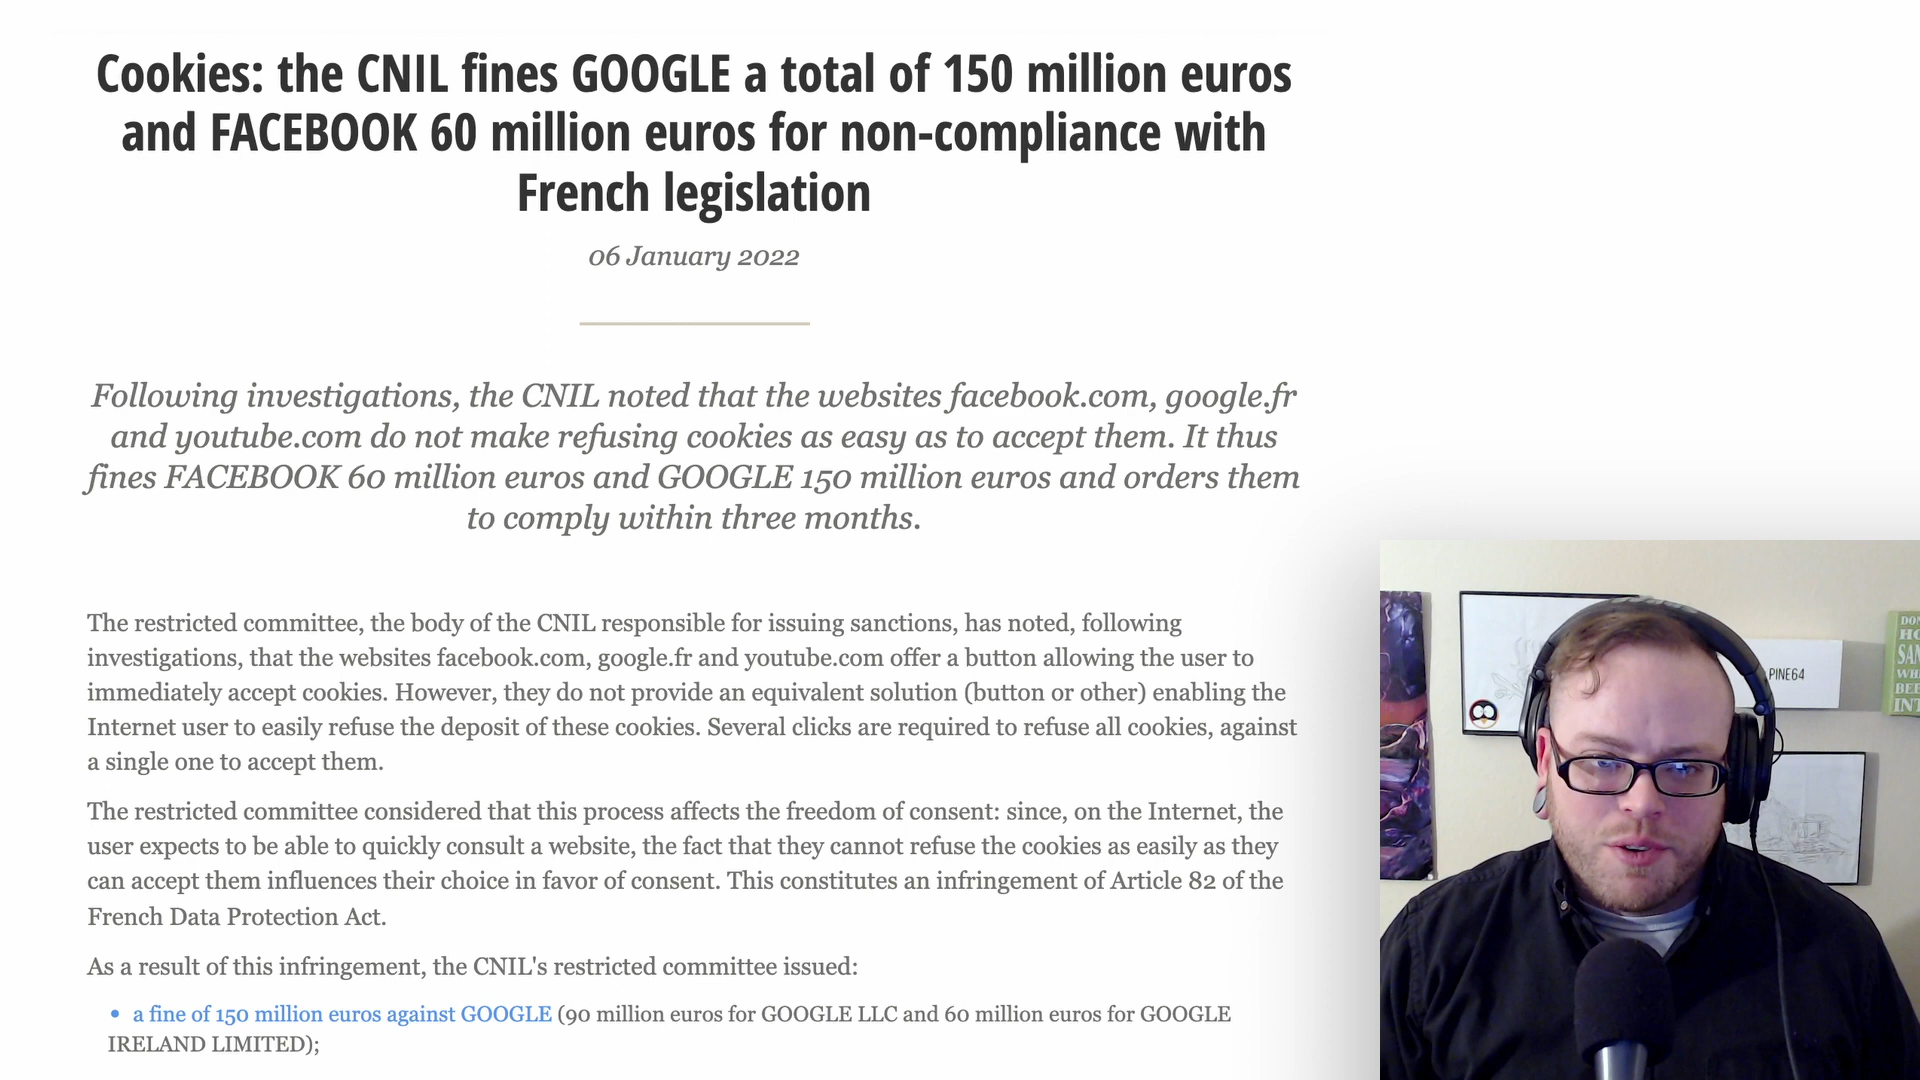 Cookies: the CNIL fines GOOGLE a total of 150 million euros
and FACEBOOK 60 million euros for non-compliance with
French legislation
06 January 2022
Following investigations, the CNIL noted that the websites facebook.com, google.fr
and youtube.com do not make refusing cookies as easy as to accept them. It thus
fines FACEBOOK 60 million euros and GOOGLE 150 million euros and orders them
to comply within three months.
The restricted committee, the body of the CNIL responsible for issuing sanctions, has noted, following
investigations, that the websites facebook.com, google.fr and youtube.com offer a button allowing the user to
immediately accept cookies. However, they do not provide an equivalent solution (button or other) enabling the
Internet user to easily refuse the deposit of these cookies. Several clicks are required to refuse all cookies, against
a single one to accept them.
The restricted committee considered that this process affects the freedom of consent: since, on the Internet, the
user expects to be able to quickly consult a website, the fact that they cannot refuse the cookies as easily as they
can accept them influences their choice in favor of consent. This constitutes an infringement of Article 82 of the
French Data Protection Act.
As a result of this infringement, the CNIL's restricted committee issued:
• a fine of 150 million euros against GOOGLE (90 million euros for GOOGLE LLC and 60 million euros for GOOGLE
IRELAND LIMITED);
PINE64